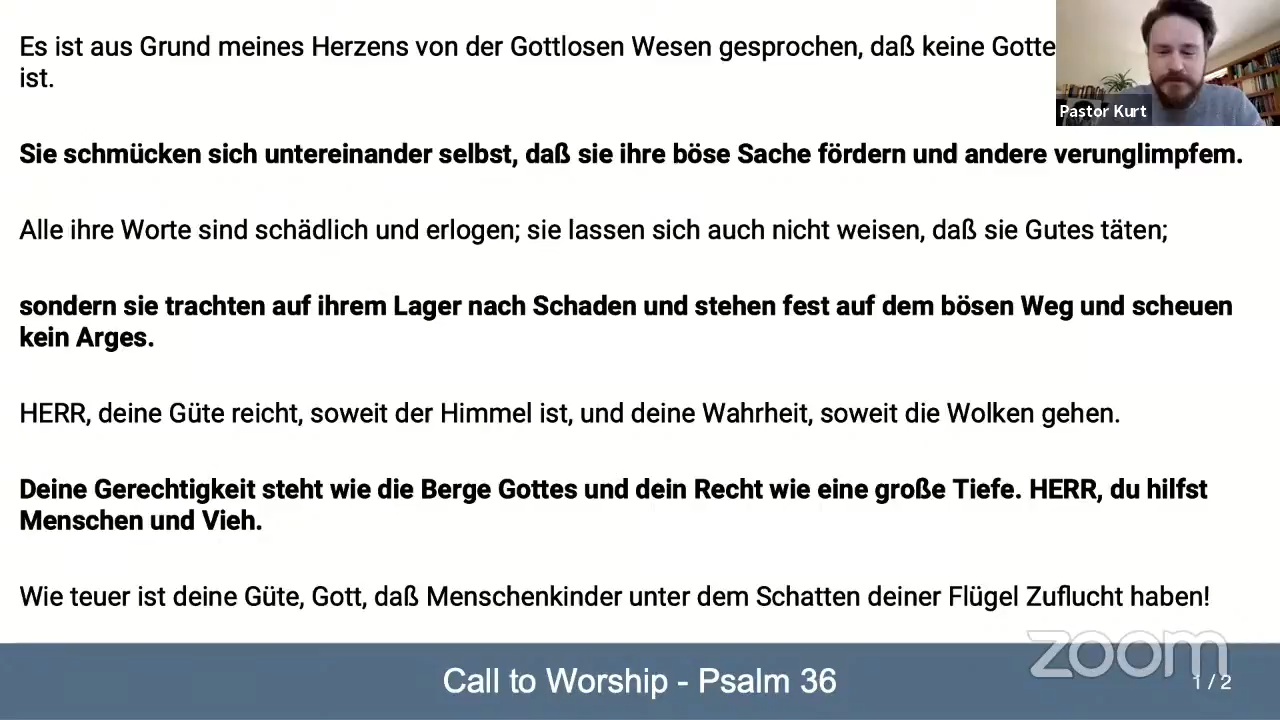 Es ist aus Grund meines Herzens von der Gottlosen Wesen gesprochen, daß keine Gotte
ist.
Pastor Kurt
Sie schmücken sich untereinander selbst, daß sie ihre böse Sache fördern und andere verunglimpfem.
Alle ihre Worte sind schädlich und erlogen; sie lassen sich auch nicht weisen, daß sie Gutes täten;
sondern sie trachten auf ihrem Lager nach Schaden und stehen fest auf dem bösen Weg und scheuen
kein Arges.
HERR, deine Güte reicht, soweit der Himmel ist, und deine Wahrheit, soweit die Wolken gehen.
Deine Gerechtigkeit steht wie die Berge Gottes und dein Recht wie eine große Tiefe. HERR, du hilfst
Menschen und Vieh.
Wie teuer ist deine Güte, Gott, daß Menschenkinder unter dem Schatten deiner Flügel Zuflucht haben!
zoom
Call to Worship - Psalm 36
1 / 2